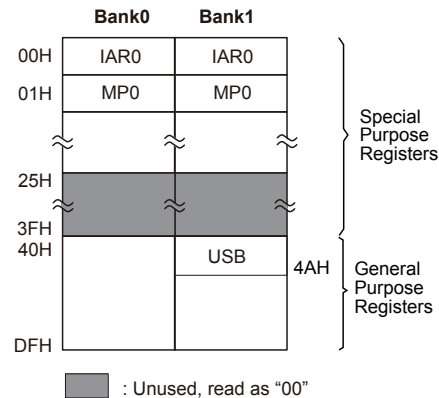 Bank0 Bank1
00H IAR0 IAR0
01H MP0 MP0
Special
Purpose
Registers
25H
3FH
40H USB
4AH
General
Purpose
Registers
DFH
: Unused, read as “00”